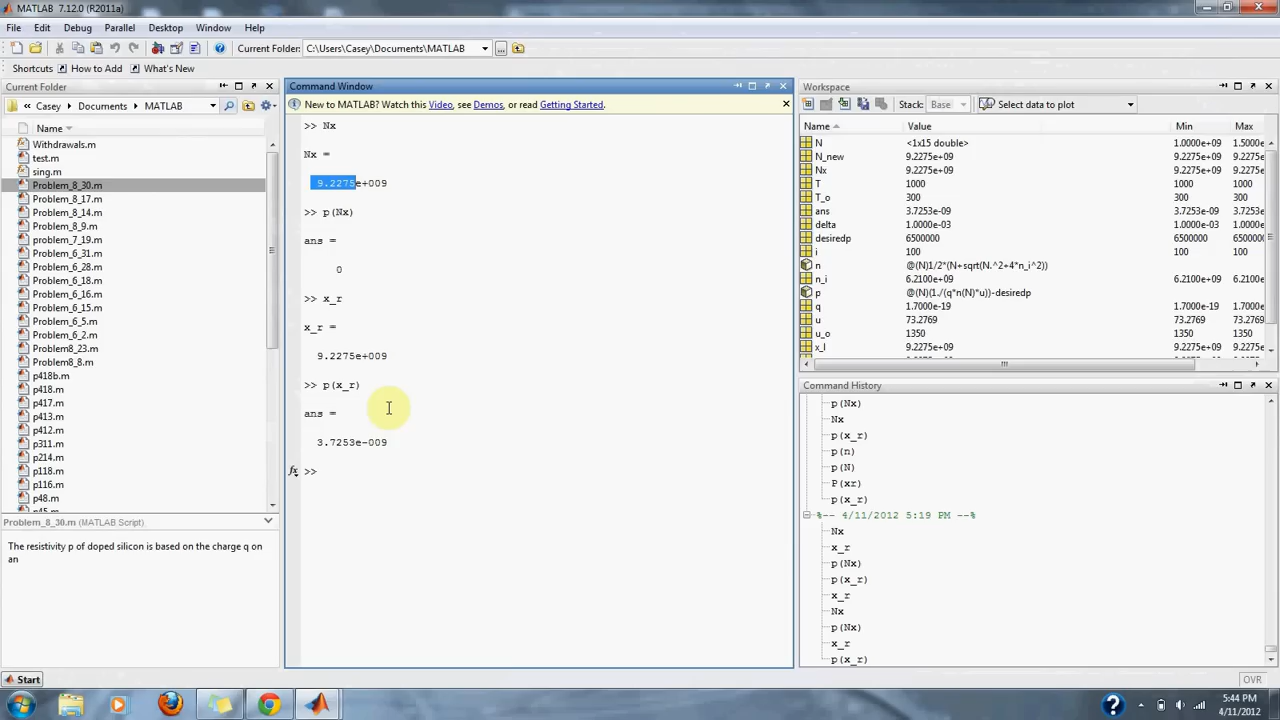 MATLAB 7.12.0 (R2011a)
File Edit Debug Parallel Desktop Window Help
Current Folder: C:\Users\Casey\Documents\MATLAB
Shortcuts How to Add What's New
Current Folder
« Casey ▸ Documents ▸ MATLAB
Name
Withdrawals.m
test.m
sing.m
Problem_8_30.m
Problem_8_17.m
Problem_8_14.m
Problem_8_9.m
problem_7_19.m
Problem_6_31.m
Problem_6_28.m
Problem_6_18.m
Problem_6_16.m
Problem_6_15.m
Problem_6_5.m
Problem_6_2.m
Problem8_23.m
Problem8_8.m
p418b.m
p418.m
p417.m
p413.m
p412.m
p311.m
p214.m
p118.m
p116.m
p48.m
p45.m
Problem_8_30.m (MATLAB Script)
The resistivity p of doped silicon is based on the charge q on
an
Command Window
New to MATLAB? Watch this Video, see Demos, or read Getting Started.
>> Nx
Nx =
9.2275e+009
>> p(Nx)
ans =
0
>> x_r
x_r =
9.2275e+009
>> p(x_r)
ans =
3.7253e-009
fx >>
Workspace
Stack: Base Select data to plot
Name Value Min Max
N <1x15 double> 1.0000e+09 1.5000e
N_new 9.2275e+09 9.2275e+09 9.2275e
Nx 9.2275e+09 9.2275e+09 9.2275e
T 1000 1000 1000
T_o 300 300 300
ans 3.7253e-09 3.7253e-09 3.7253e
delta 1.0000e-03 1.0000e-03 1.0000e
desiredp 6500000 6500000 650000
i 100 100 100
n @(N)1/2*(N+sqrt(N.^2+4*n_i^2))
n_i 6.2100e+09 6.2100e+09 6.2100e
p @(N)(1./(q*n(N)*u))-desiredp
q 1.7000e-19 1.7000e-19 1.7000e
u 73.2769 73.2769 73.2769
u_o 1350 1350 1350
x_l 9.2275e+09 9.2275e+09 9.2275e
Command History
p(Nx)
Nx
p(x_r)
p(n)
p(N)
P(xr)
p(x_r)
%-- 4/11/2012 5:19 PM --%
Nx
x_r
p(Nx)
p(x_r)
x_r
Nx
p(Nx)
x_r
p(x_r)
Start
OVR
5:44 PM
4/11/2012